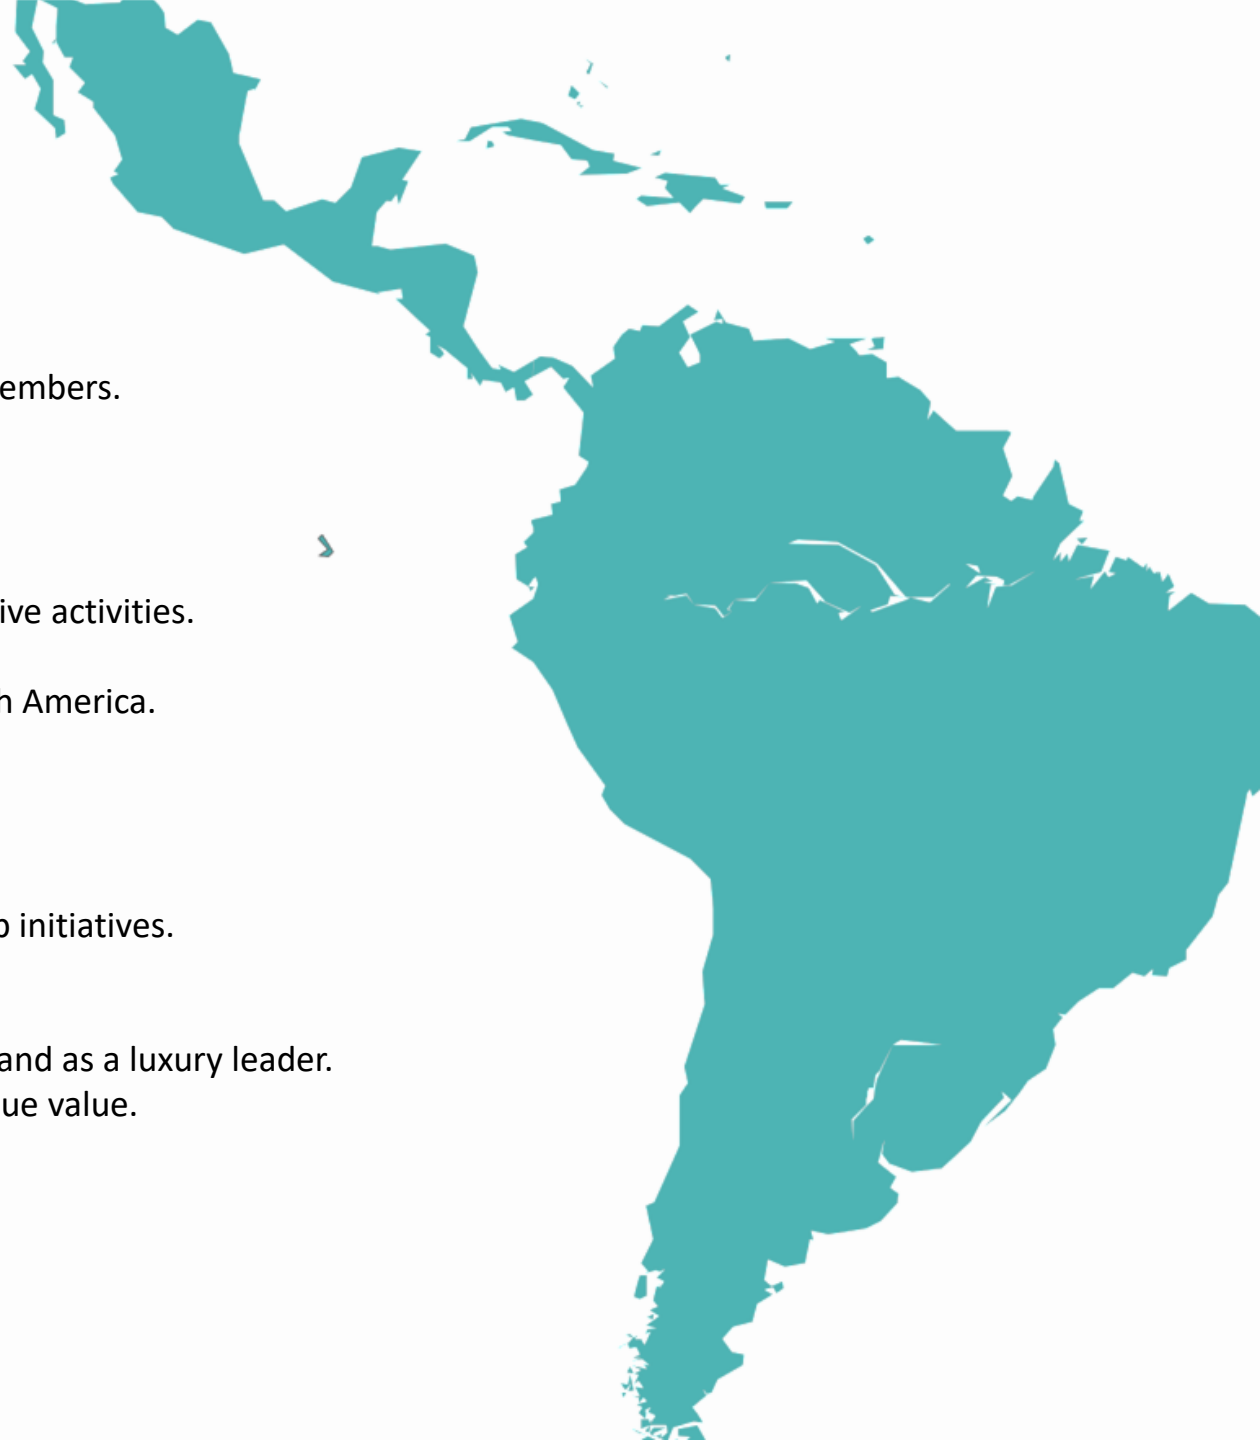 embers.
ive activities.
h America.
initiatives.
and as a luxury leader.
ue value.